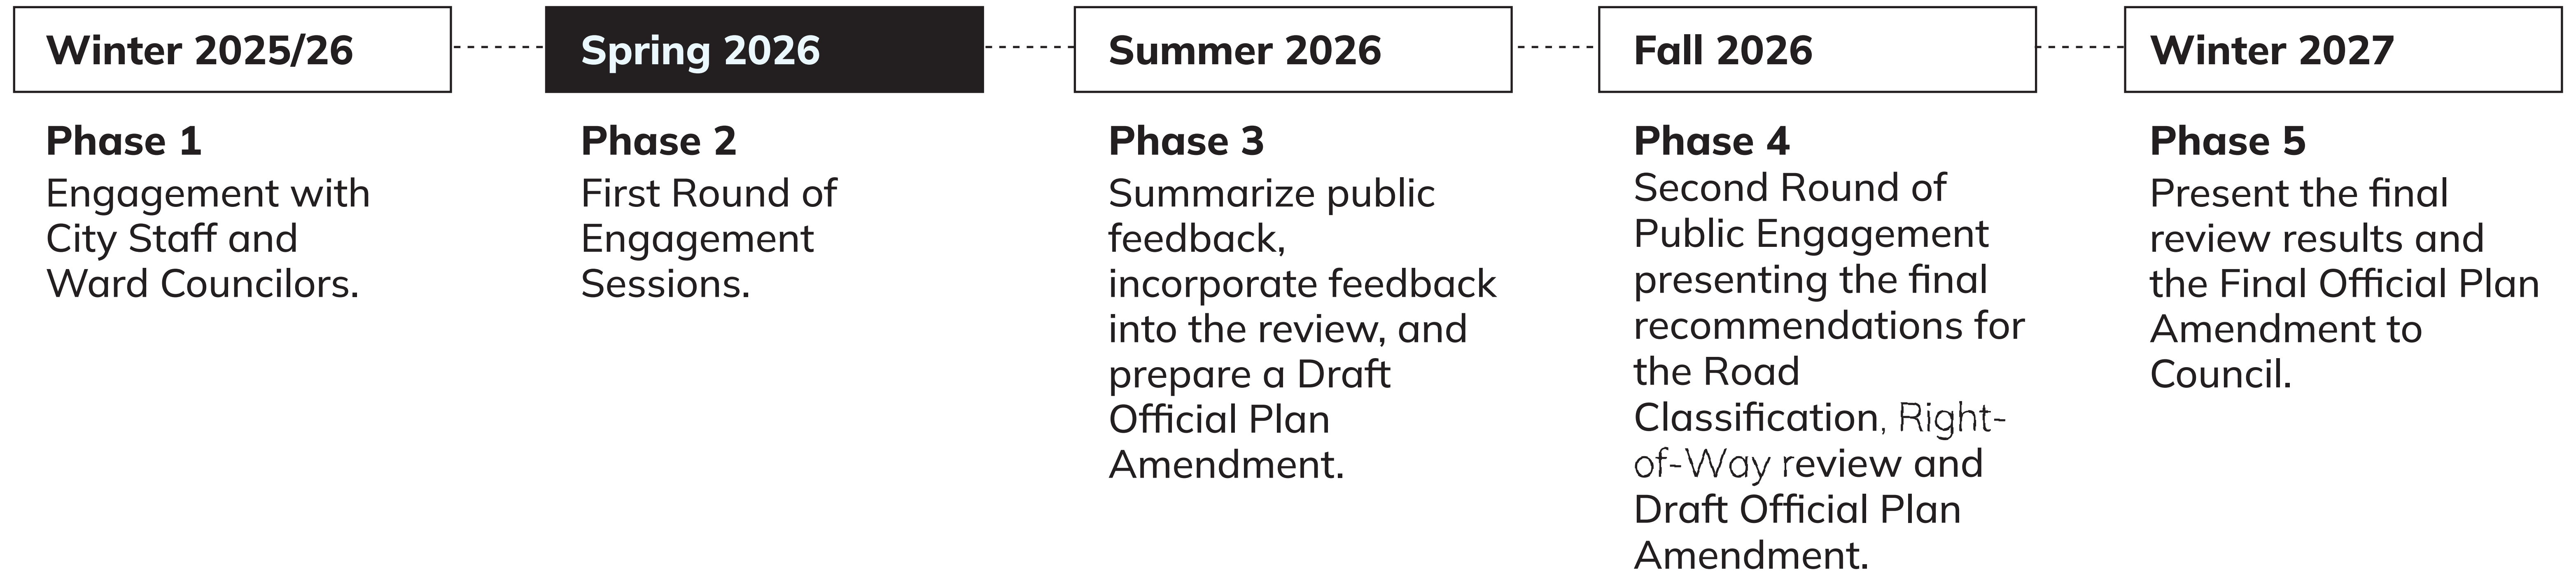 Winter 2025/26
Phase 1
Engagement with
City Staff and
Ward Councilors.
Spring 2026
Phase 2
First Round of
Engagement
Sessions.
Summer 2026
Phase 3
Summarize public
feedback,
incorporate feedback
into the review, and
prepare a Draft
Official Plan
Amendment.
Fall 2026
Phase 4
Second Round of
Public Engagement
presenting the final
recommendations for
the Road
Classification, Right-
of-Way review and
Draft Official Plan
Amendment.
Winter 2027
Phase 5
Present the final
review results and
the Final Official Plan
Amendment to
Council.